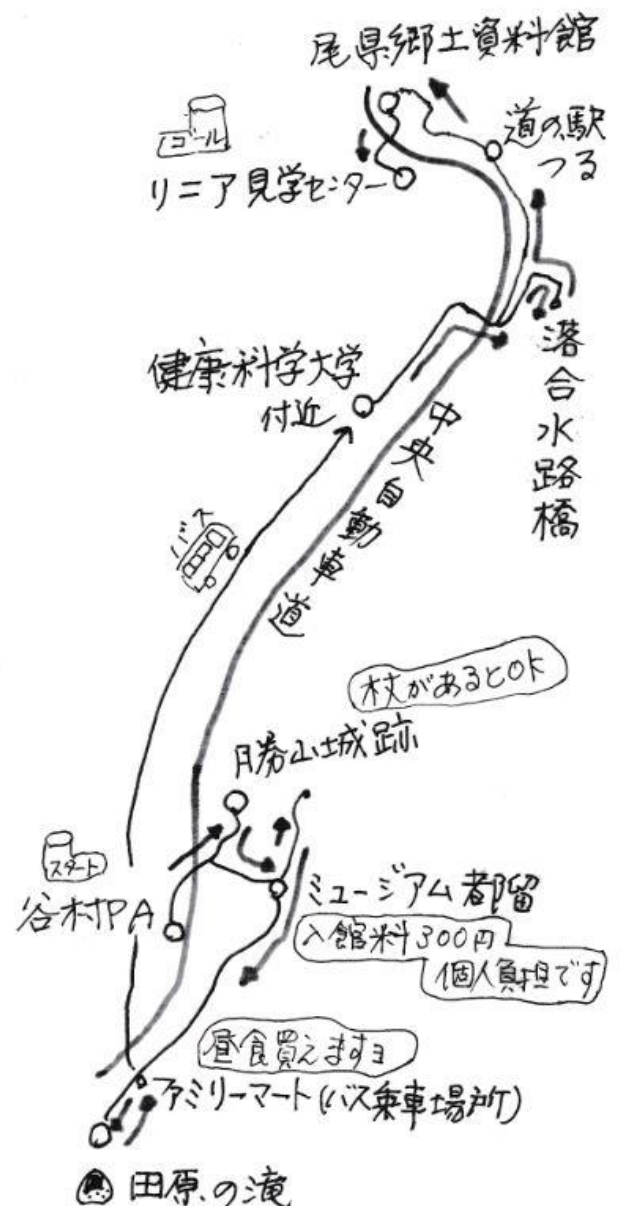 尾県郷土資料館
道の駅
つる
ゴール
リニア見学センター
落合水路橋
健康科学大学
付近
中央自動車道
バス
杖があるとOK
勝山城跡
スタート
谷村PA
ミュージアム都留
入館料300円
個人負担です
昼食買えますョ
ファミリーマート(バス乗車場所)
田原の滝